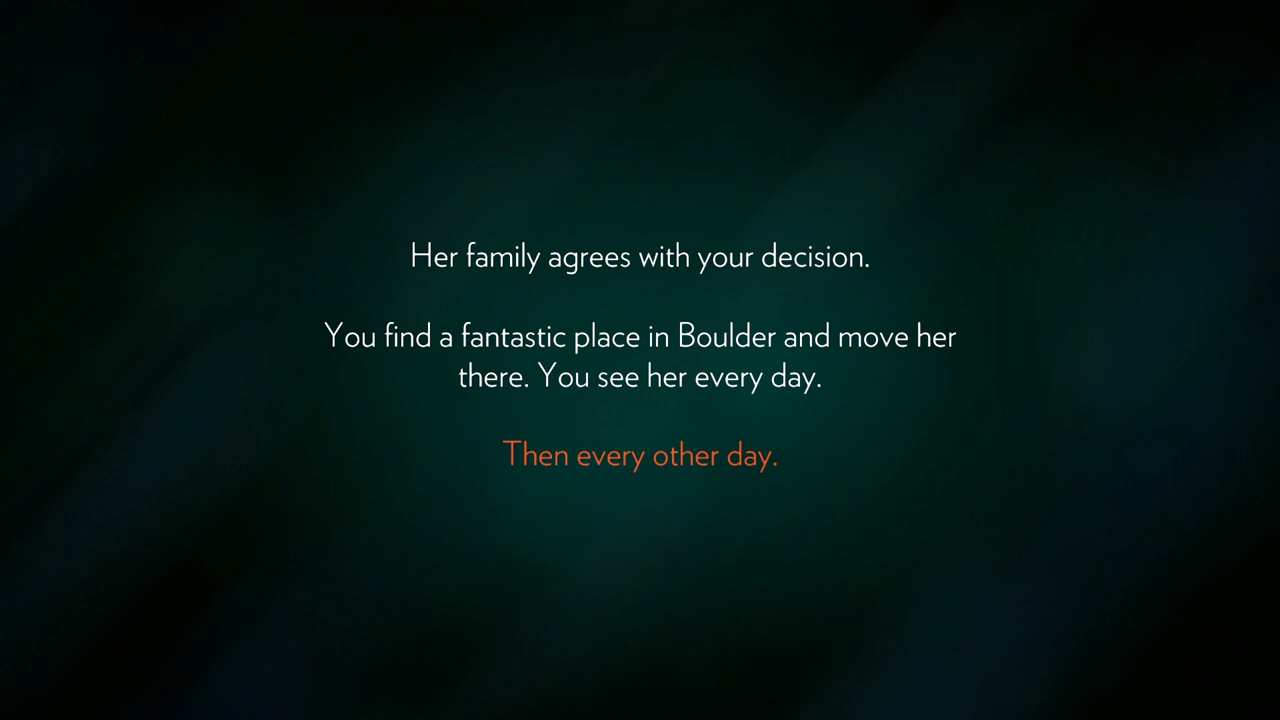 Her family agrees with your decision.
You find a fantastic place in Boulder and move her
there. You see her every day.
Then every other day.